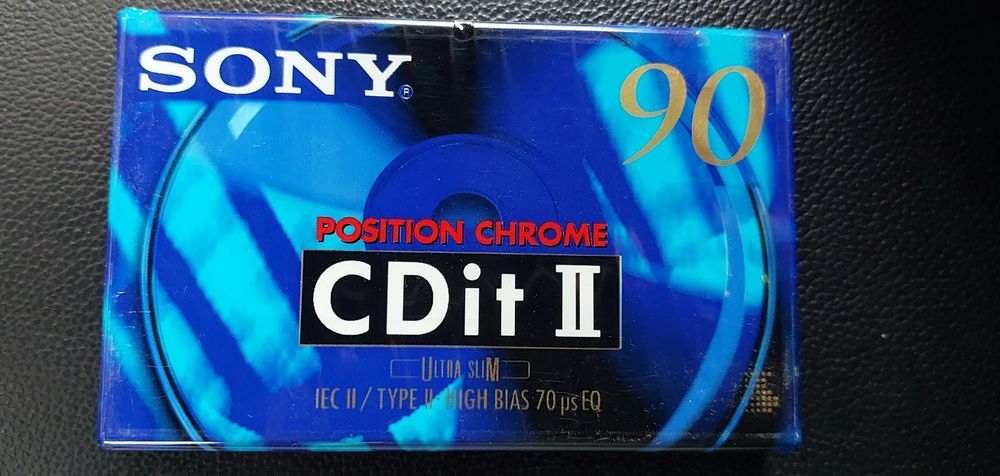 SONY®
90
POSITION CHROME
CDit II
ULTRA SLIM
IEC II / TYPE II · HIGH BIAS 70 µs EQ